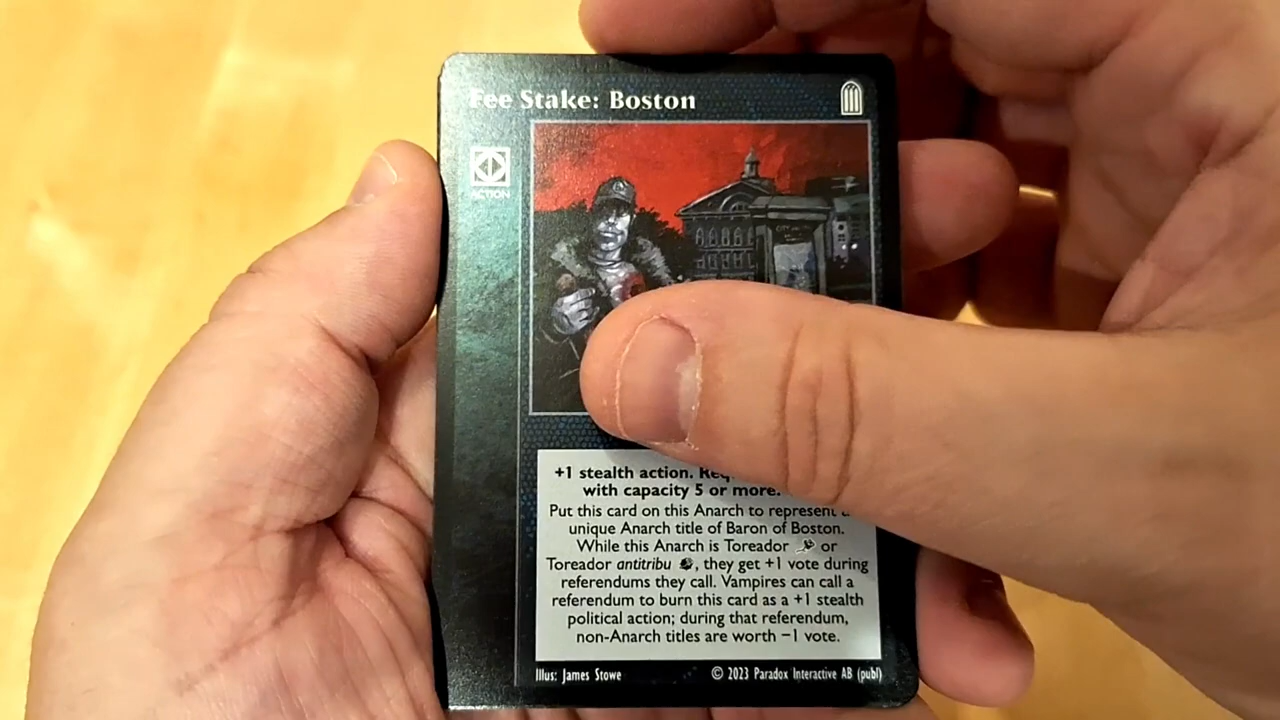 Fee Stake: Boston
ACTION
CITY
+1 stealth action.
with capacity 5 or more.
Put this card on this Anarch to represent a
unique Anarch title of Baron of Boston.
While this Anarch is Toreador or
Toreador antitribu , they get +1 vote during
referendums they call. Vampires can call a
referendum to burn this card as a +1 stealth
political action; during that referendum,
non-Anarch titles are worth −1 vote.
Illus: James Stowe © 2023 Paradox Interactive AB (publ)